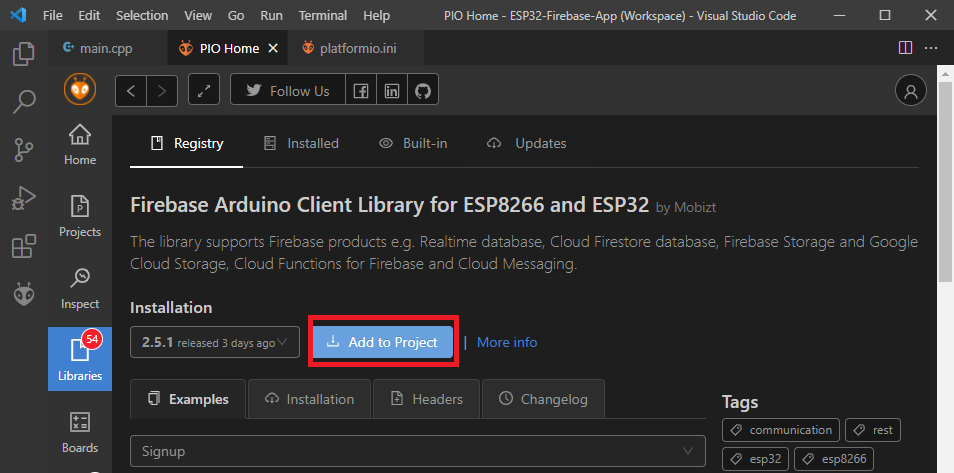 File Edit Selection View Go Run Terminal Help PIO Home - ESP32-Firebase-App (Workspace) - Visual Studio Code
main.cpp PIO Home platformio.ini
Follow Us
Home
Projects
Inspect
54
Libraries
Boards
Registry Installed Built-in Updates
Firebase Arduino Client Library for ESP8266 and ESP32 by Mobizt
The library supports Firebase products e.g. Realtime database, Cloud Firestore database, Firebase Storage and Google
Cloud Storage, Cloud Functions for Firebase and Cloud Messaging.
Installation
2.5.1 released 3 days ago Add to Project | More info
Examples Installation Headers Changelog
Signup
Tags
communication rest
esp32 esp8266